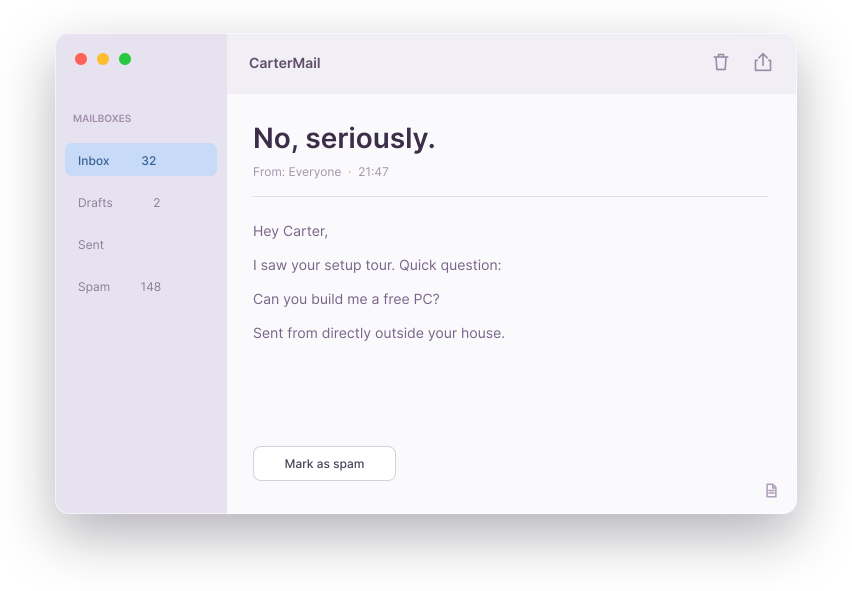 CarterMail
MAILBOXES
Inbox 32
Drafts 2
Sent
Spam 148
No, seriously.
From: Everyone · 21:47
Hey Carter,
I saw your setup tour. Quick question:
Can you build me a free PC?
Sent from directly outside your house.
Mark as spam